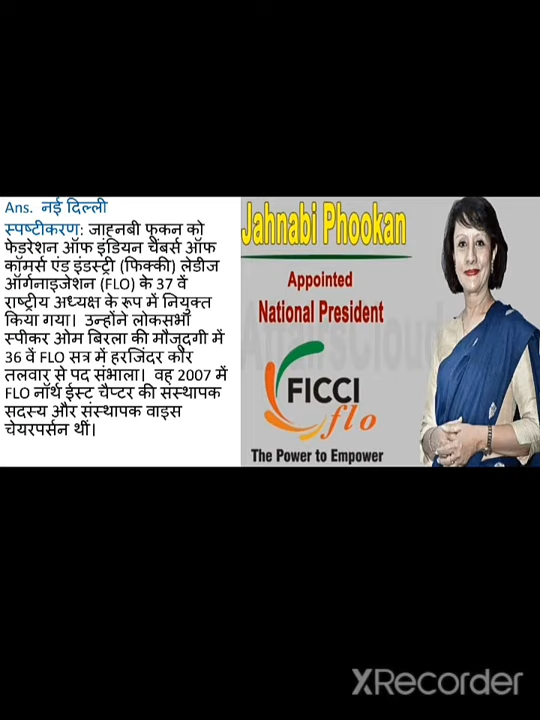 Ans. नई दिल्ली
स्पष्टीकरण: जाह्नबी फूकन को
फेडरेशन ऑफ इंडियन चैंबर्स ऑफ
कॉमर्स एंड इंडस्ट्री (फिक्की) लेडीज
ऑर्गनाइजेशन (FLO) के 37 वें
राष्ट्रीय अध्यक्ष के रूप में नियुक्त
किया गया। उन्होंने लोकसभा
स्पीकर ओम बिरला की मौजूदगी में
36 वें FLO सत्र में हरजिंदर कौर
तलवार से पद संभाला। वह 2007 में
FLO नॉर्थ ईस्ट चैप्टर की संस्थापक
सदस्य और संस्थापक वाइस
चेयरपर्सन थीं।
Jahnabi Phookan
Appointed
National President
AffairsCloud
FICCI
flo
The Power to Empower
XRecorder